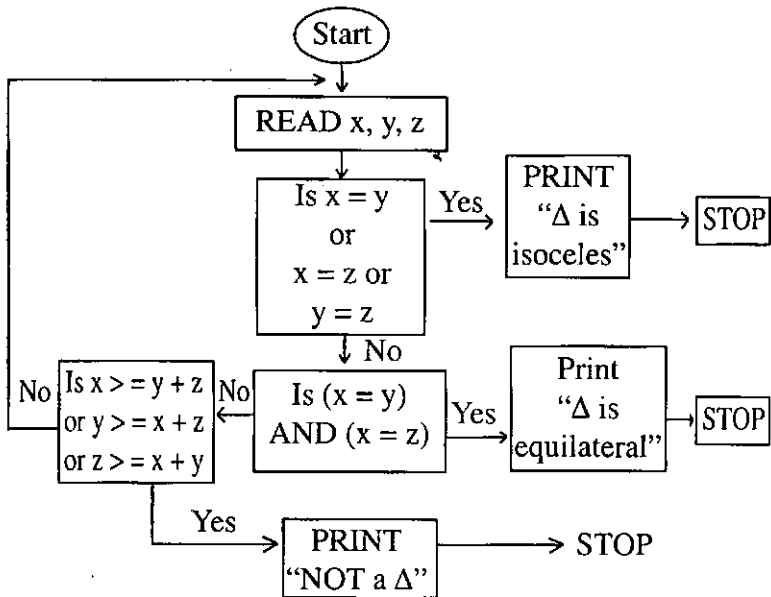 Start
READ x, y, z
Is x = y
or
x = z or
y = z
Yes
PRINT
“Δ is
isoceles”
STOP
No
Is (x = y)
AND (x = z)
Yes
Print
“Δ is
equilateral”
STOP
No
Is x > = y + z
or y > = x + z
or z > = x + y
No
Yes
PRINT
“NOT a Δ”
STOP